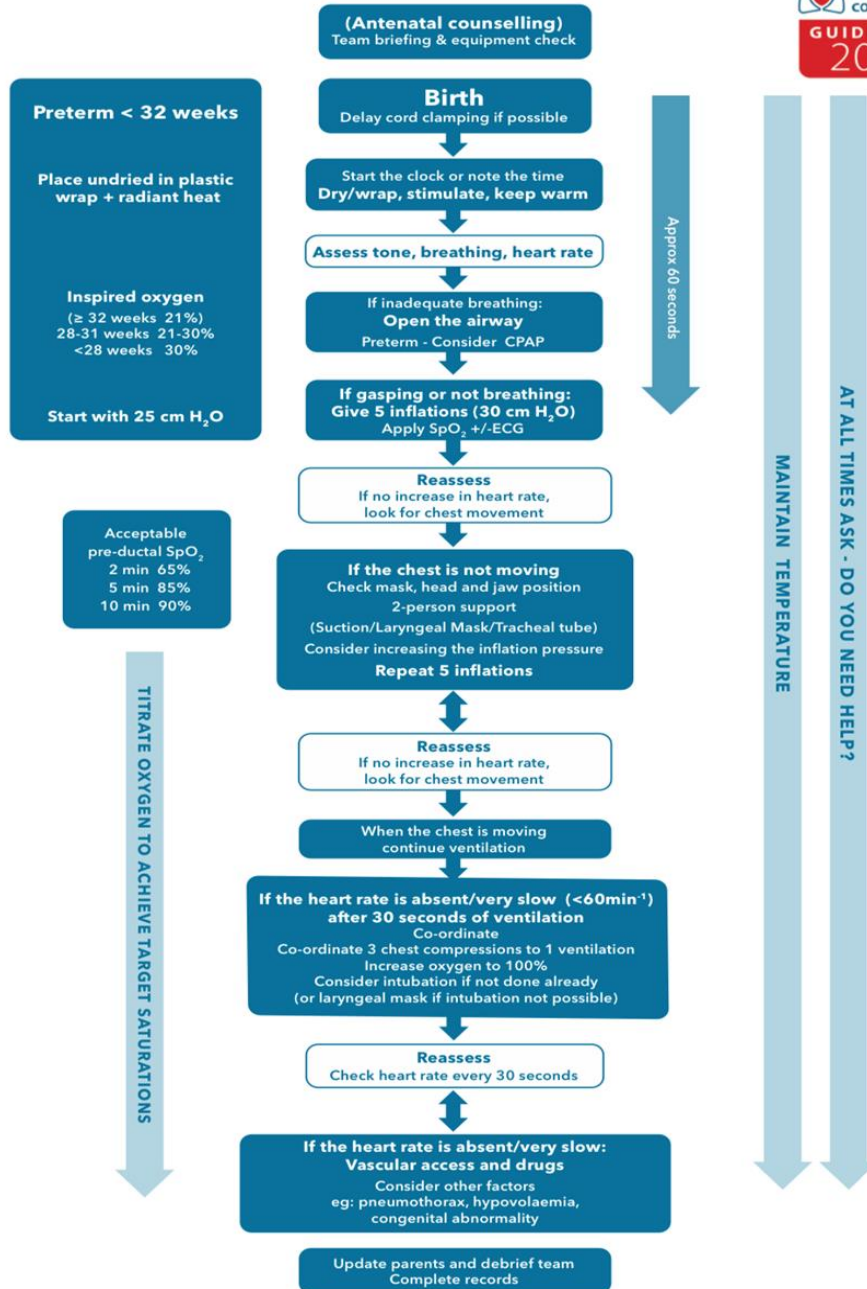 (Antenatal counselling)
Team briefing & equipment check
Birth
Delay cord clamping if possible
Start the clock or note the time
Dry/wrap, stimulate, keep warm
Assess tone, breathing, heart rate
If inadequate breathing:
Open the airway
Preterm - Consider CPAP
If gasping or not breathing:
Give 5 inflations (30 cm H₂O)
Apply SpO₂ +/-ECG
Reassess
If no increase in heart rate,
look for chest movement
If the chest is not moving
Check mask, head and jaw position
2-person support
(Suction/Laryngeal Mask/Tracheal tube)
Consider increasing the inflation pressure
Repeat 5 inflations
Reassess
If no increase in heart rate,
look for chest movement
When the chest is moving
continue ventilation
If the heart rate is absent/very slow (<60min⁻¹)
after 30 seconds of ventilation
Co-ordinate
Co-ordinate 3 chest compressions to 1 ventilation
Increase oxygen to 100%
Consider intubation if not done already
(or laryngeal mask if intubation not possible)
Reassess
Check heart rate every 30 seconds
If the heart rate is absent/very slow:
Vascular access and drugs
Consider other factors
eg: pneumothorax, hypovolaemia,
congenital abnormality
Update parents and debrief team
Complete records
Preterm < 32 weeks
Place undried in plastic
wrap + radiant heat
Inspired oxygen
(≥ 32 weeks 21%)
28-31 weeks 21-30%
<28 weeks 30%
Start with 25 cm H₂O
Acceptable
pre-ductal SpO₂
2 min 65%
5 min 85%
10 min 90%
TITRATE OXYGEN TO ACHIEVE TARGET SATURATIONS
Approx 60 seconds
MAINTAIN TEMPERATURE
AT ALL TIMES ASK - DO YOU NEED HELP?